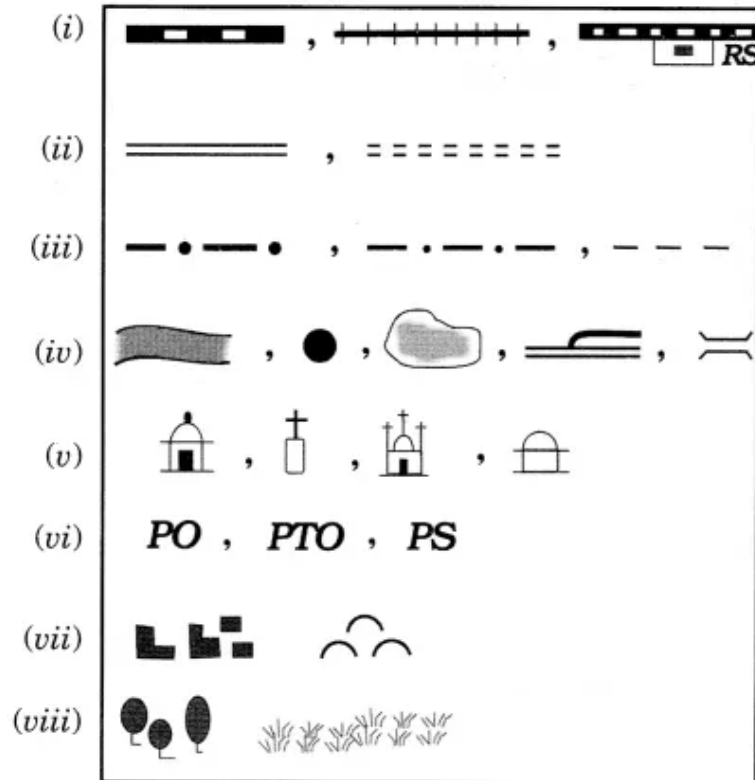 (i) , , RS
(ii) ,
(iii) , ,
(iv) , , , ,
(v) , , ,
(vi) PO , PTO , PS
(vii) ,
(viii)